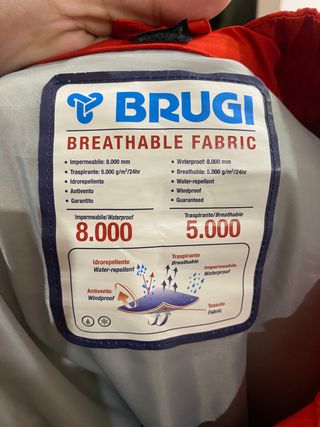 BRUGI
BREATHABLE FABRIC
• Impermeabile: 8.000 mm
• Traspirante: 5.000 g/m²/24hr
• Idrorepellente
• Antivento
• Garantito
• Waterproof: 8.000 mm
• Breathable: 5.000 g/m²/24hr
• Water-repellent
• Windproof
• Guaranteed
Impermeabile/Waterproof
8.000
Traspirante/Breathable
5.000
Idrorepellente
Water-repellent
Traspirante
Breathable
Impermeabile
Waterproof
Antivento
Windproof
Tessuto
Fabric